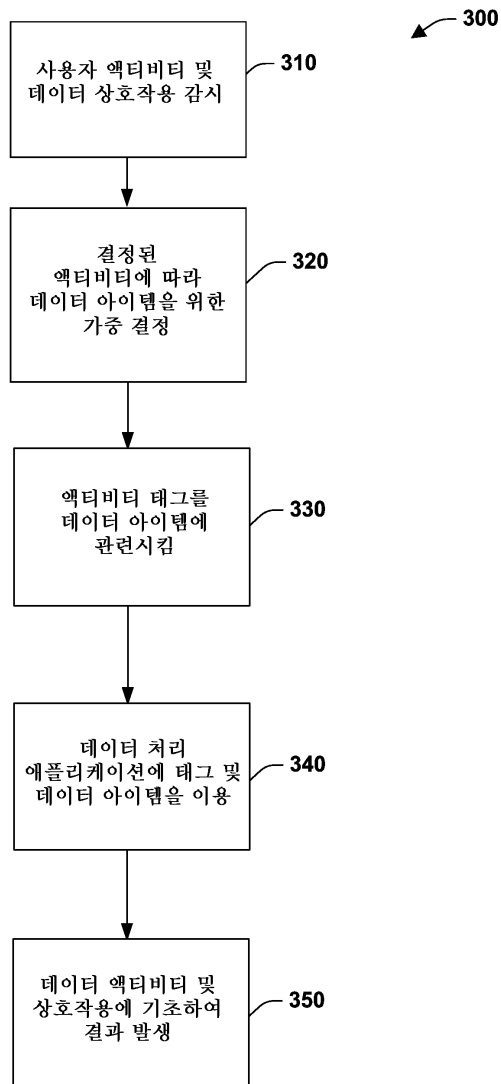 300
사용자 액티비티 및
데이터 상호작용 감시
310
결정된
액티비티에 따라
데이터 아이템을 위한
가중 결정
320
액티비티 태그를
데이터 아이템에
관련시킴
330
데이터 처리
애플리케이션에 태그 및
데이터 아이템을 이용
340
데이터 액티비티 및
상호작용에 기초하여
결과 발생
350